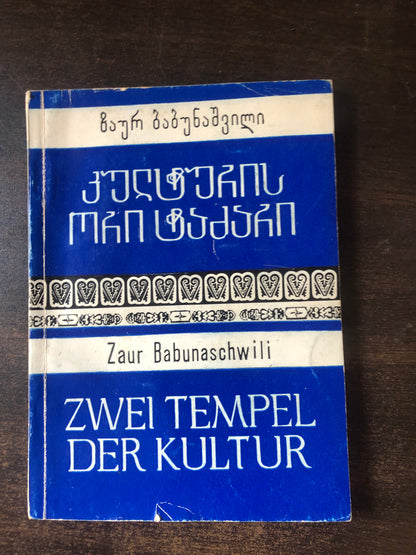 ზაურ ბაბუნაშვილი
კულტურის
ორი ტაძარი
Zaur Babunaschwili
ZWEI TEMPEL
DER KULTUR